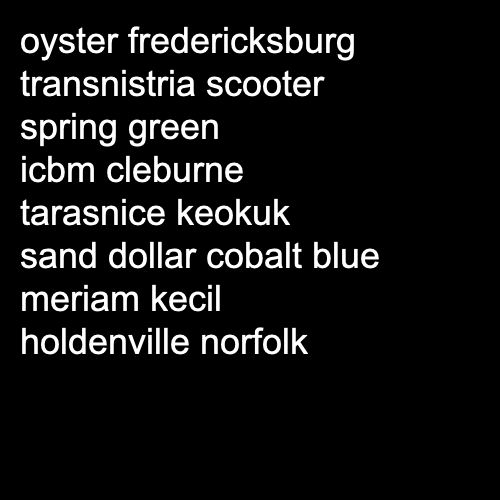 oyster fredericksburg
transnistria scooter
spring green
icbm cleburne
tarasnice keokuk
sand dollar cobalt blue
meriam kecil
holdenville norfolk